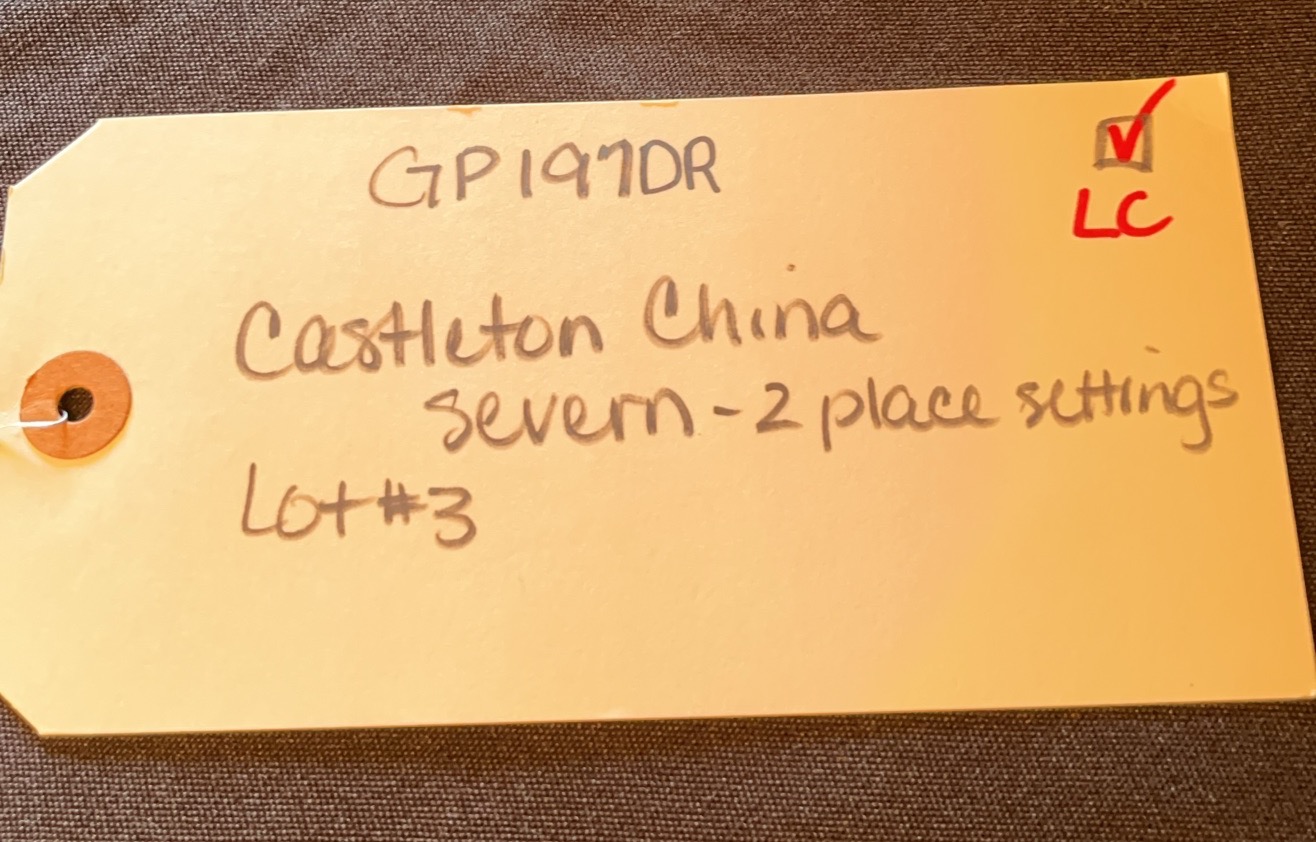 GP197DR
LC
Castleton China
Severn - 2 place settings
Lot #3